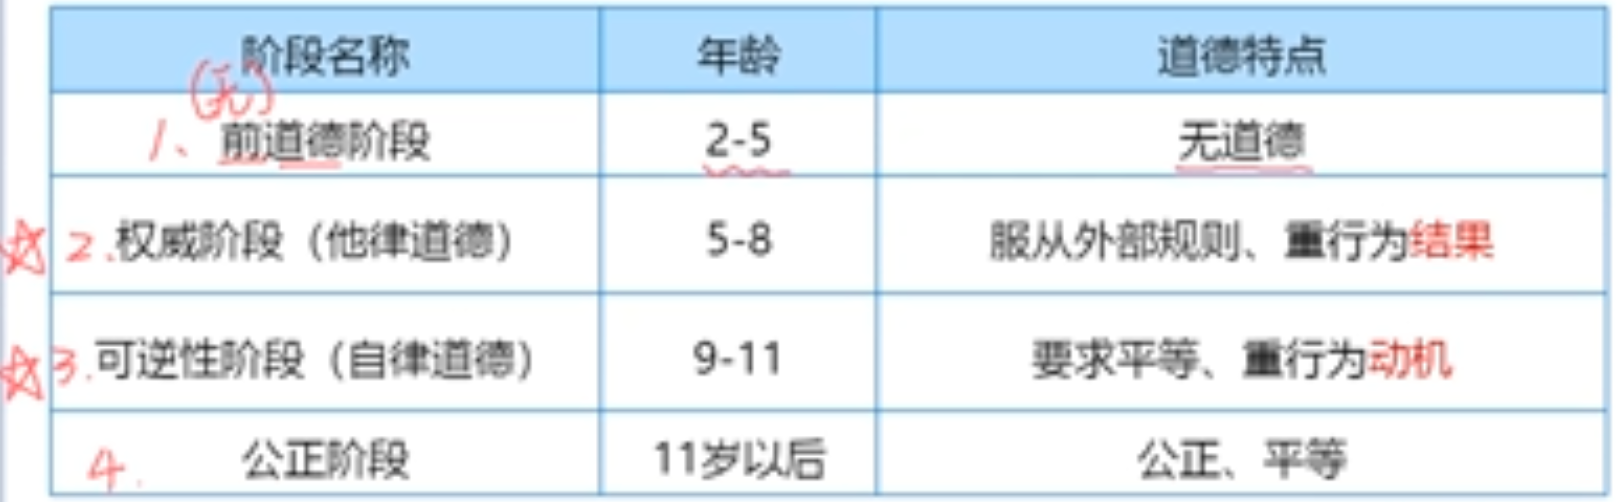 阶段名称 年龄 道德特点
(无)
1、前道德阶段 2-5 无道德
☆2.权威阶段（他律道德） 5-8 服从外部规则、重行为结果
☆3.可逆性阶段（自律道德） 9-11 要求平等、重行为动机
4.公正阶段 11岁以后 公正、平等